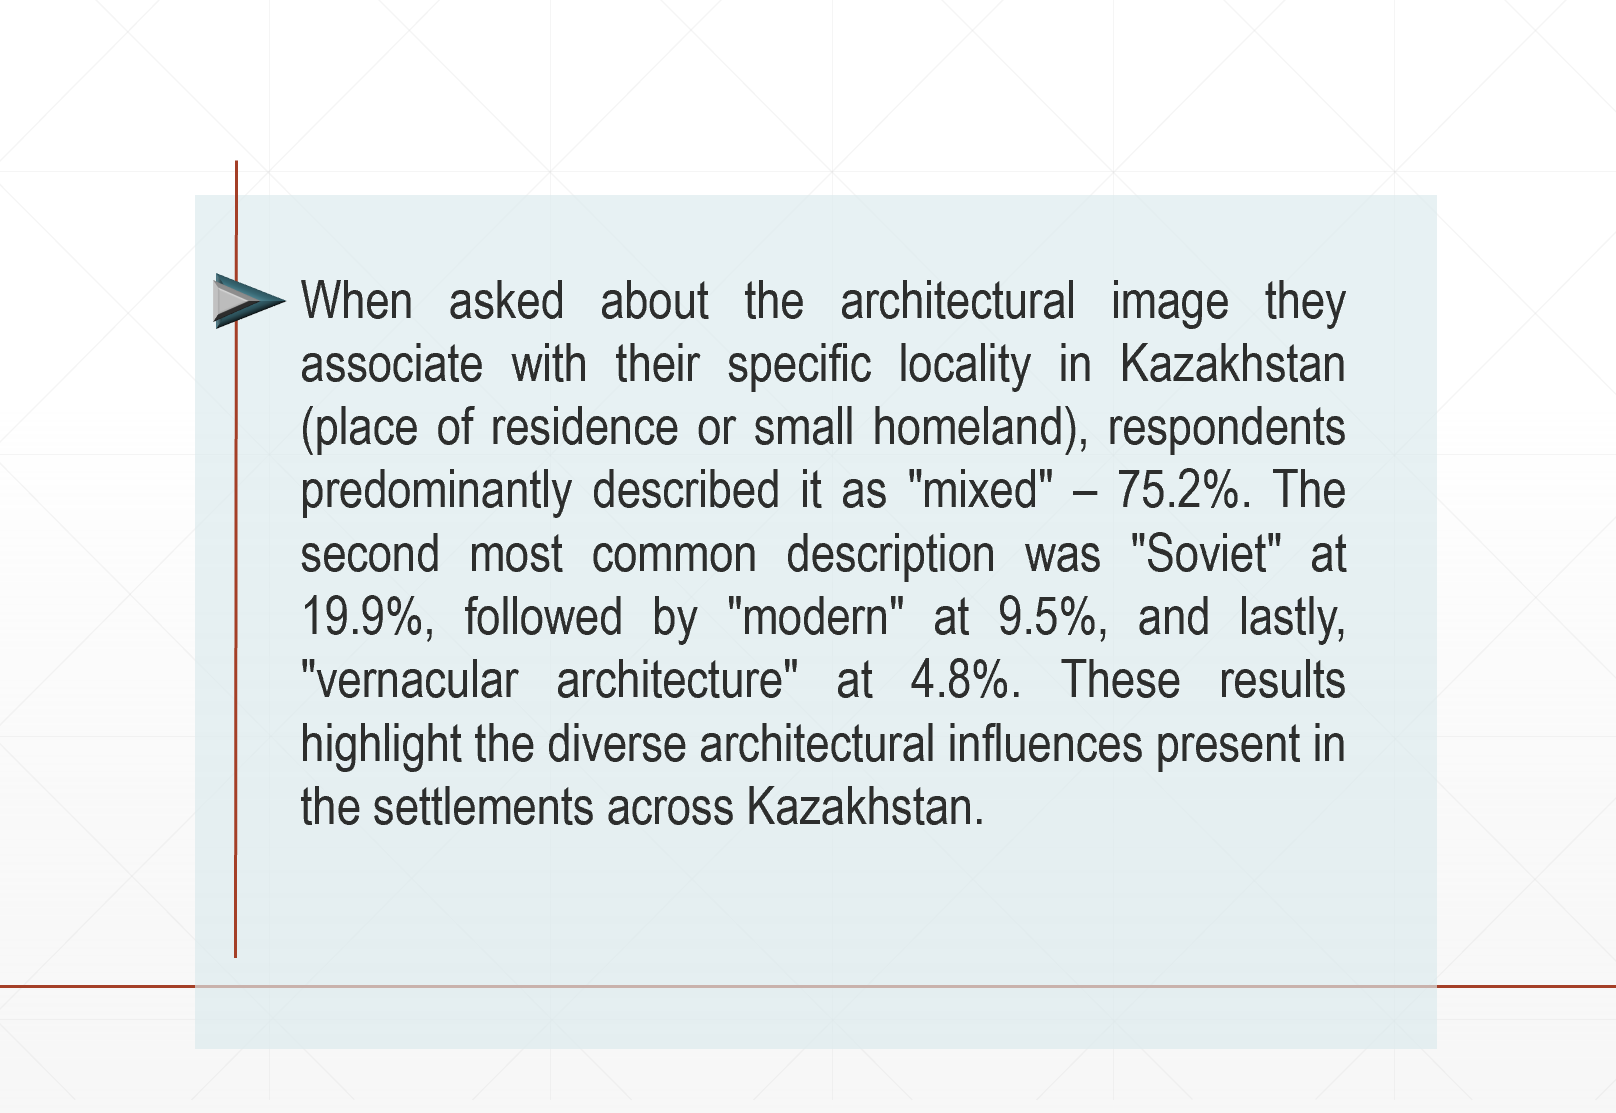 When asked about the architectural image they
associate with their specific locality in Kazakhstan
(place of residence or small homeland), respondents
predominantly described it as "mixed" – 75.2%. The
second most common description was "Soviet" at
19.9%, followed by "modern" at 9.5%, and lastly,
"vernacular architecture" at 4.8%. These results
highlight the diverse architectural influences present in
the settlements across Kazakhstan.